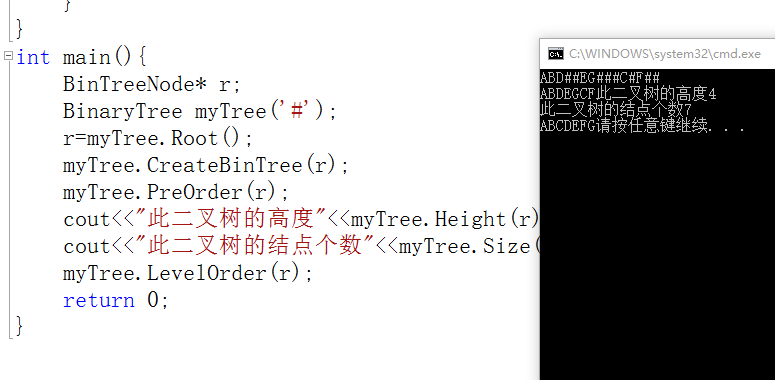 }
}
int main(){
BinTreeNode* r;
BinaryTree myTree('#');
r=myTree.Root();
myTree.CreateBinTree(r);
myTree.PreOrder(r);
cout<<"此二叉树的高度"<<myTree.Height(r)
cout<<"此二叉树的结点个数"<<myTree.Size(
myTree.LevelOrder(r);
return 0;
}
C:\WINDOWS\system32\cmd.exe
ABD##EG###C#F##
ABDEGCF此二叉树的高度4
此二叉树的结点个数7
ABCDEFG请按任意键继续. . .